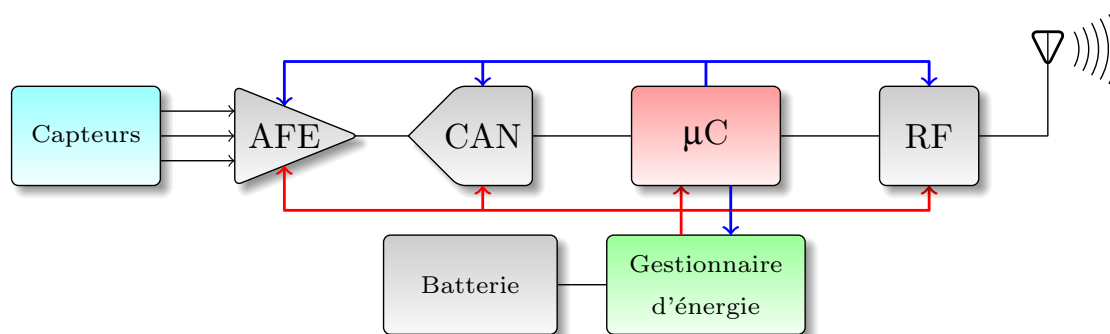 Capteurs
AFE
CAN
µC
RF
Batterie
Gestionnaire
d'énergie